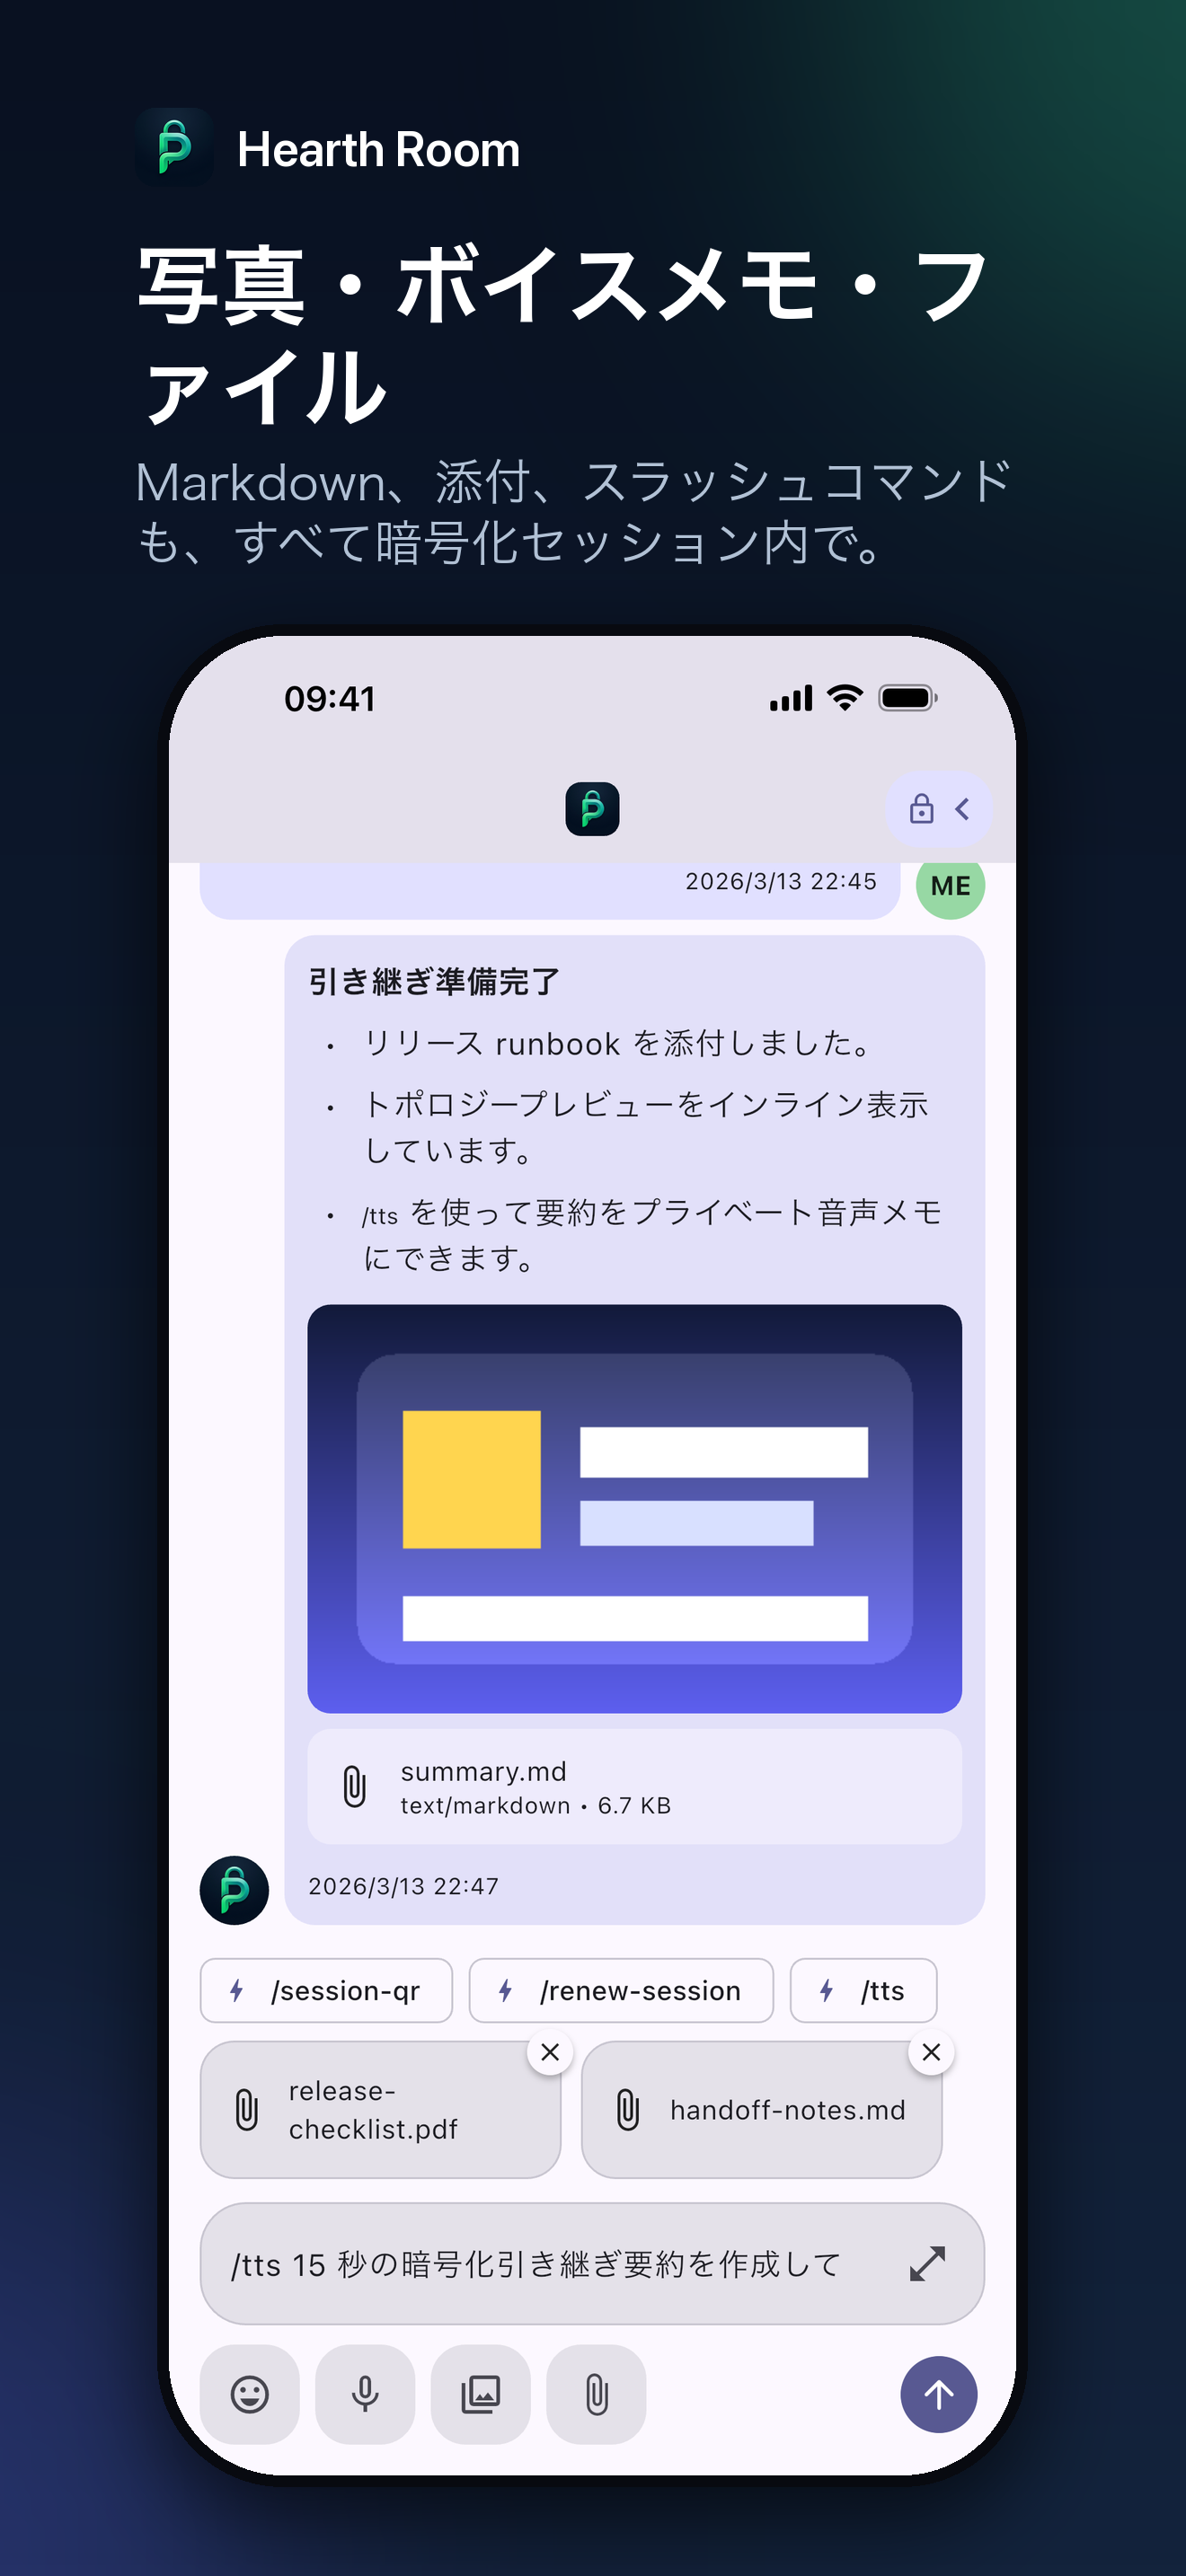 Hearth Room
写真・ボイスメモ・フ
ァイル
Markdown、添付、スラッシュコマンド
も、すべて暗号化セッション内で。
09:41
2026/3/13 22:45
ME
引き継ぎ準備完了
• リリース runbook を添付しました。
• トポロジープレビューをインライン表示
しています。
• /tts を使って要約をプライベート音声メモ
にできます。
summary.md
text/markdown • 6.7 KB
2026/3/13 22:47
/session-qr
/renew-session
/tts
release-
checklist.pdf
handoff-notes.md
/tts 15 秒の暗号化引き継ぎ要約を作成して